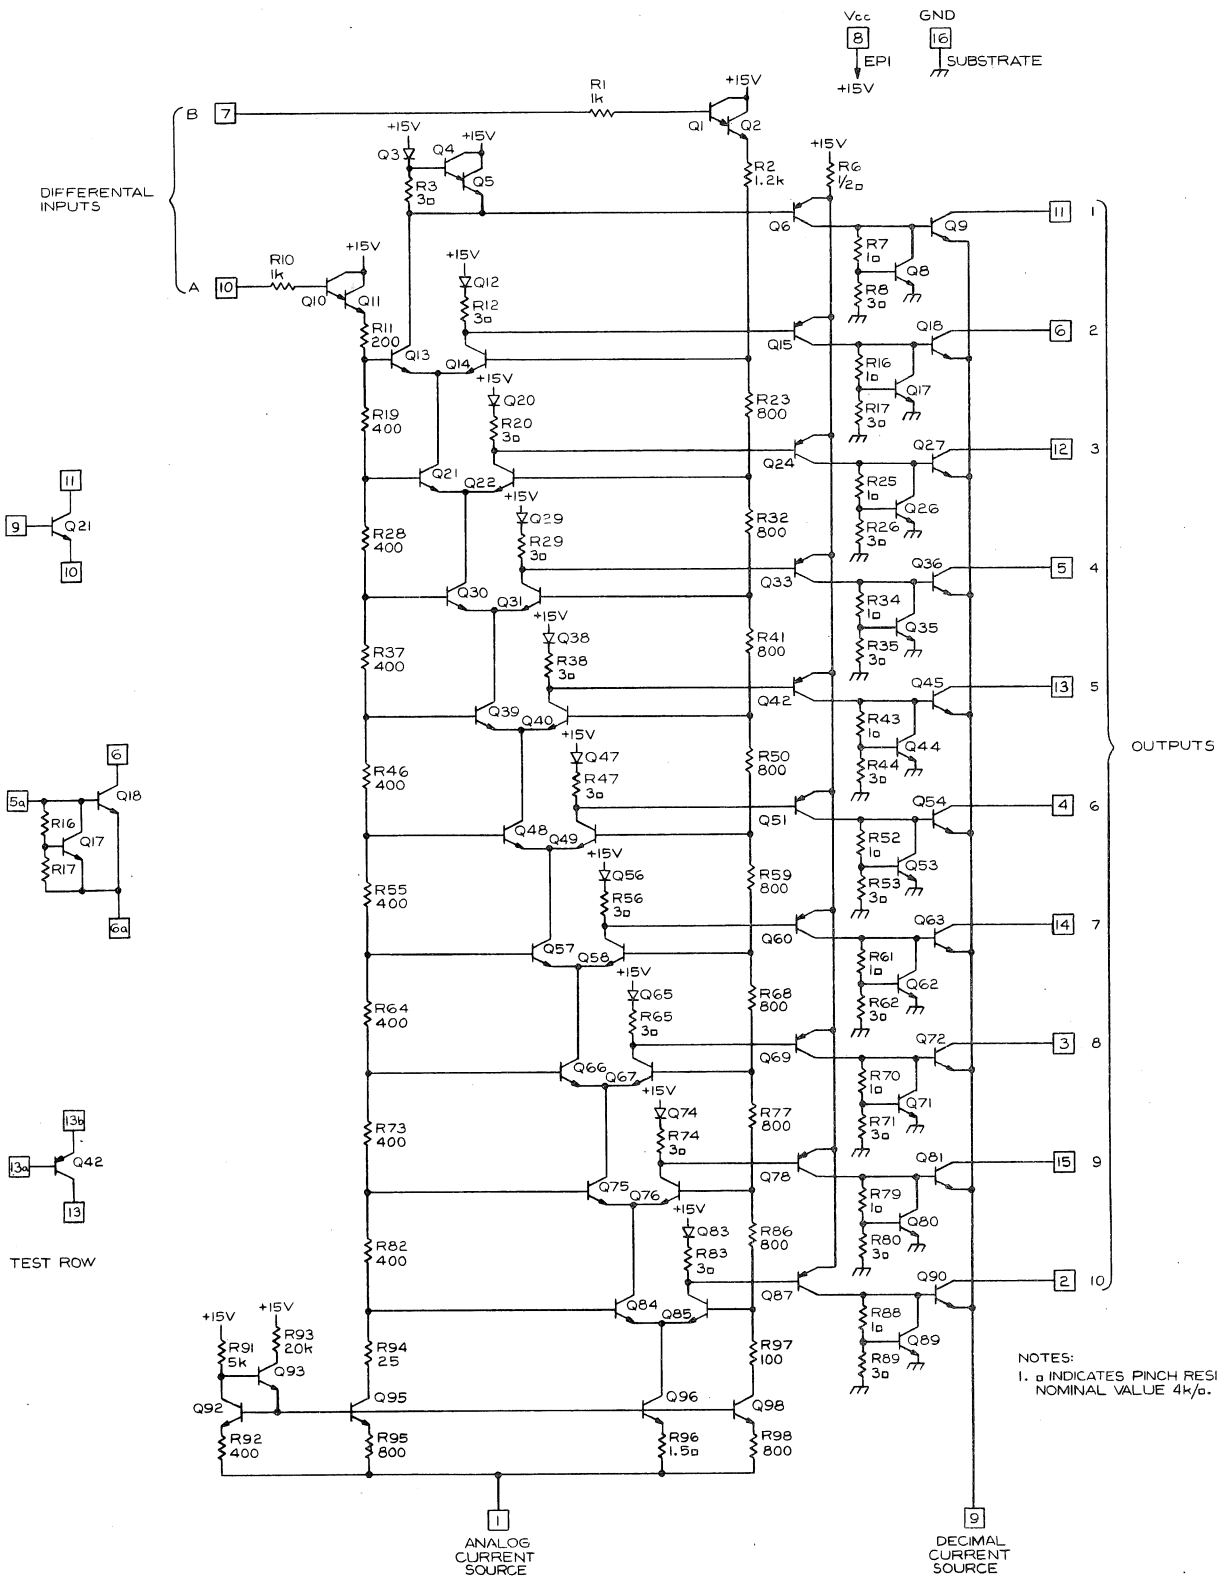 Vcc
8
EPI
+15V
GND
16
SUBSTRATE
DIFFERENTAL
INPUTS
B
7
R1
1k
+15V
Q1
Q2
+15V
Q3
R3
3□
Q4
+15V
Q5
R2
1.2k
+15V
R6
½□
Q6
R7
1□
R8
3□
Q8
Q9
11
1
A
10
R10
1k
+15V
Q10
Q11
R11
200
Q13
Q14
+15V
Q12
R12
3□
Q15
R16
1□
R17
3□
Q17
Q18
6
2
R19
400
+15V
Q20
R20
3□
R23
800
Q21
Q22
Q24
R25
1□
R26
3□
Q26
Q27
12
3
R28
400
+15V
Q29
R29
3□
R32
800
Q30
Q31
Q33
R34
1□
R35
3□
Q35
Q36
5
4
R37
400
+15V
Q38
R38
3□
R41
800
Q39
Q40
Q42
R43
1□
R44
3□
Q44
Q45
13
5
OUTPUTS
R46
400
+15V
Q47
R47
3□
R50
800
Q48
Q49
Q51
R52
1□
R53
3□
Q53
Q54
4
6
R55
400
+15V
Q56
R56
3□
R59
800
Q57
Q58
Q60
R61
1□
R62
3□
Q62
Q63
14
7
R64
400
+15V
Q65
R65
3□
R68
800
Q66
Q67
Q69
R70
1□
R71
3□
Q71
Q72
3
8
R73
400
+15V
Q74
R74
3□
R77
800
Q75
Q76
Q78
R79
1□
R80
3□
Q80
Q81
15
9
R82
400
+15V
Q83
R83
3□
R86
800
Q84
Q85
Q87
R88
1□
R89
3□
Q89
Q90
2
10
11
9
Q21
10
6
5a
Q18
R16
Q17
R17
6a
13b
13a
Q42
13
TEST ROW
+15V
R91
5k
+15V
R93
20k
Q93
R94
25
R97
100
Q92
Q95
Q96
Q98
R92
400
R95
800
R96
1.5□
R98
800
1
ANALOG
CURRENT
SOURCE
9
DECIMAL
CURRENT
SOURCE
NOTES:
1. □ INDICATES PINCH RESI
NOMINAL VALUE 4k/□.